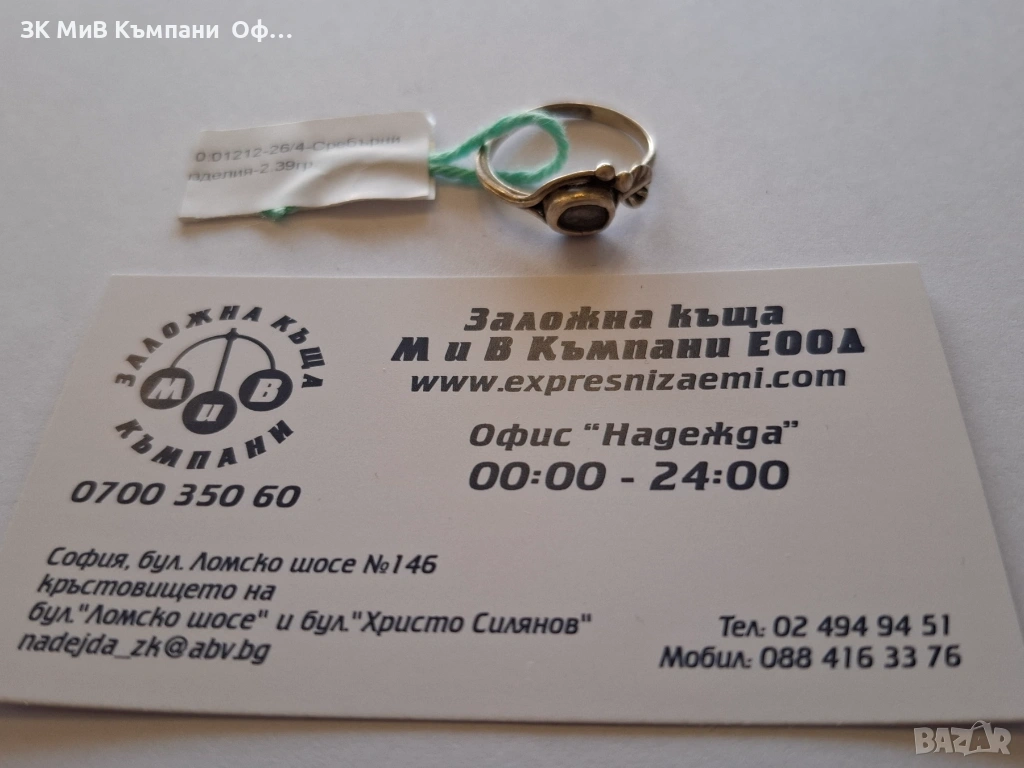 ЗК МиВ Къмпани Оф...
0:D1212-26/4-Сребърни
изделия-2.39гр
ЗАЛОЖНА КЪЩА
М и В
КЪМПАНИ
0700 350 60
Заложна къща
М и В Къмпани ЕООД
www.expresnizaemi.com
Офис "Надежда"
00:00 - 24:00
София, бул. Ломско шосе №146
кръстовището на
бул."Ломско шосе" и бул."Христо Силянов"
nadejda_zk@abv.bg
Тел: 02 494 94 51
Мобил: 088 416 33 76
BAZAR